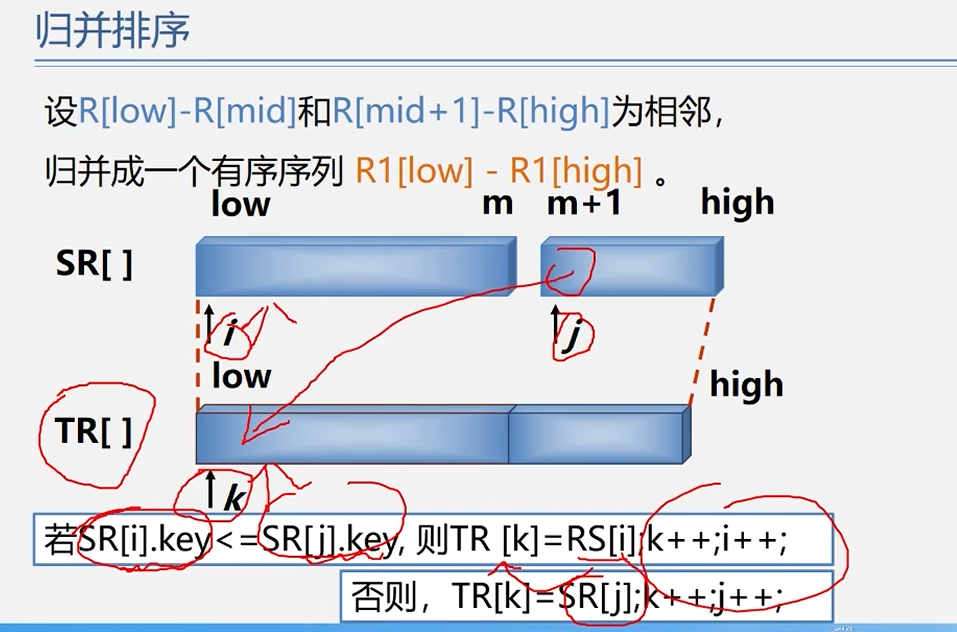 归并排序
设R[low]-R[mid]和R[mid+1]-R[high]为相邻，
归并成一个有序序列 R1[low] - R1[high] 。
low m m+1 high
SR[ ]
i j
low high
TR[ ]
k
若SR[i].key<=SR[j].key, 则TR [k]=RS[i];k++;i++;
否则，TR[k]=SR[j];k++;j++;